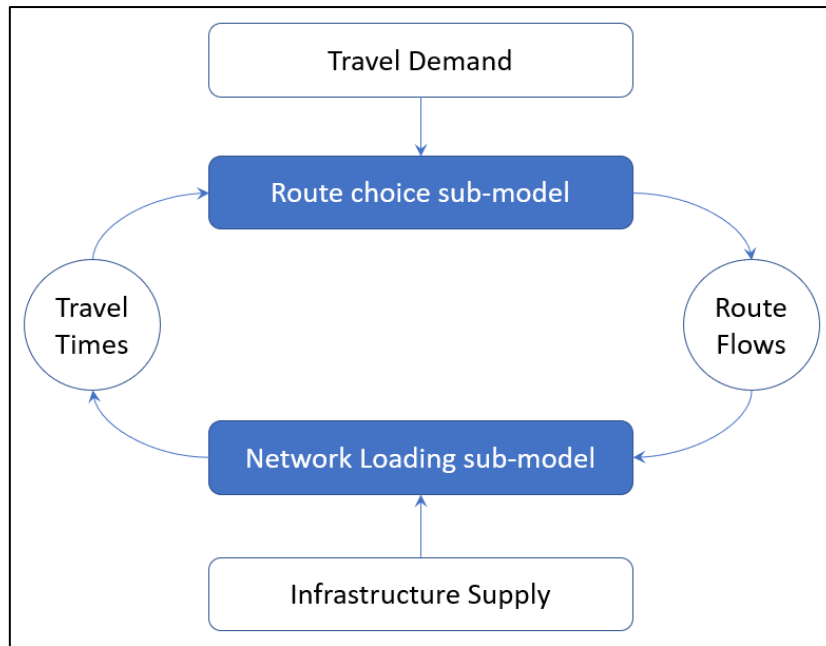 Travel Demand
Route choice sub-model
Travel
Times
Route
Flows
Network Loading sub-model
Infrastructure Supply